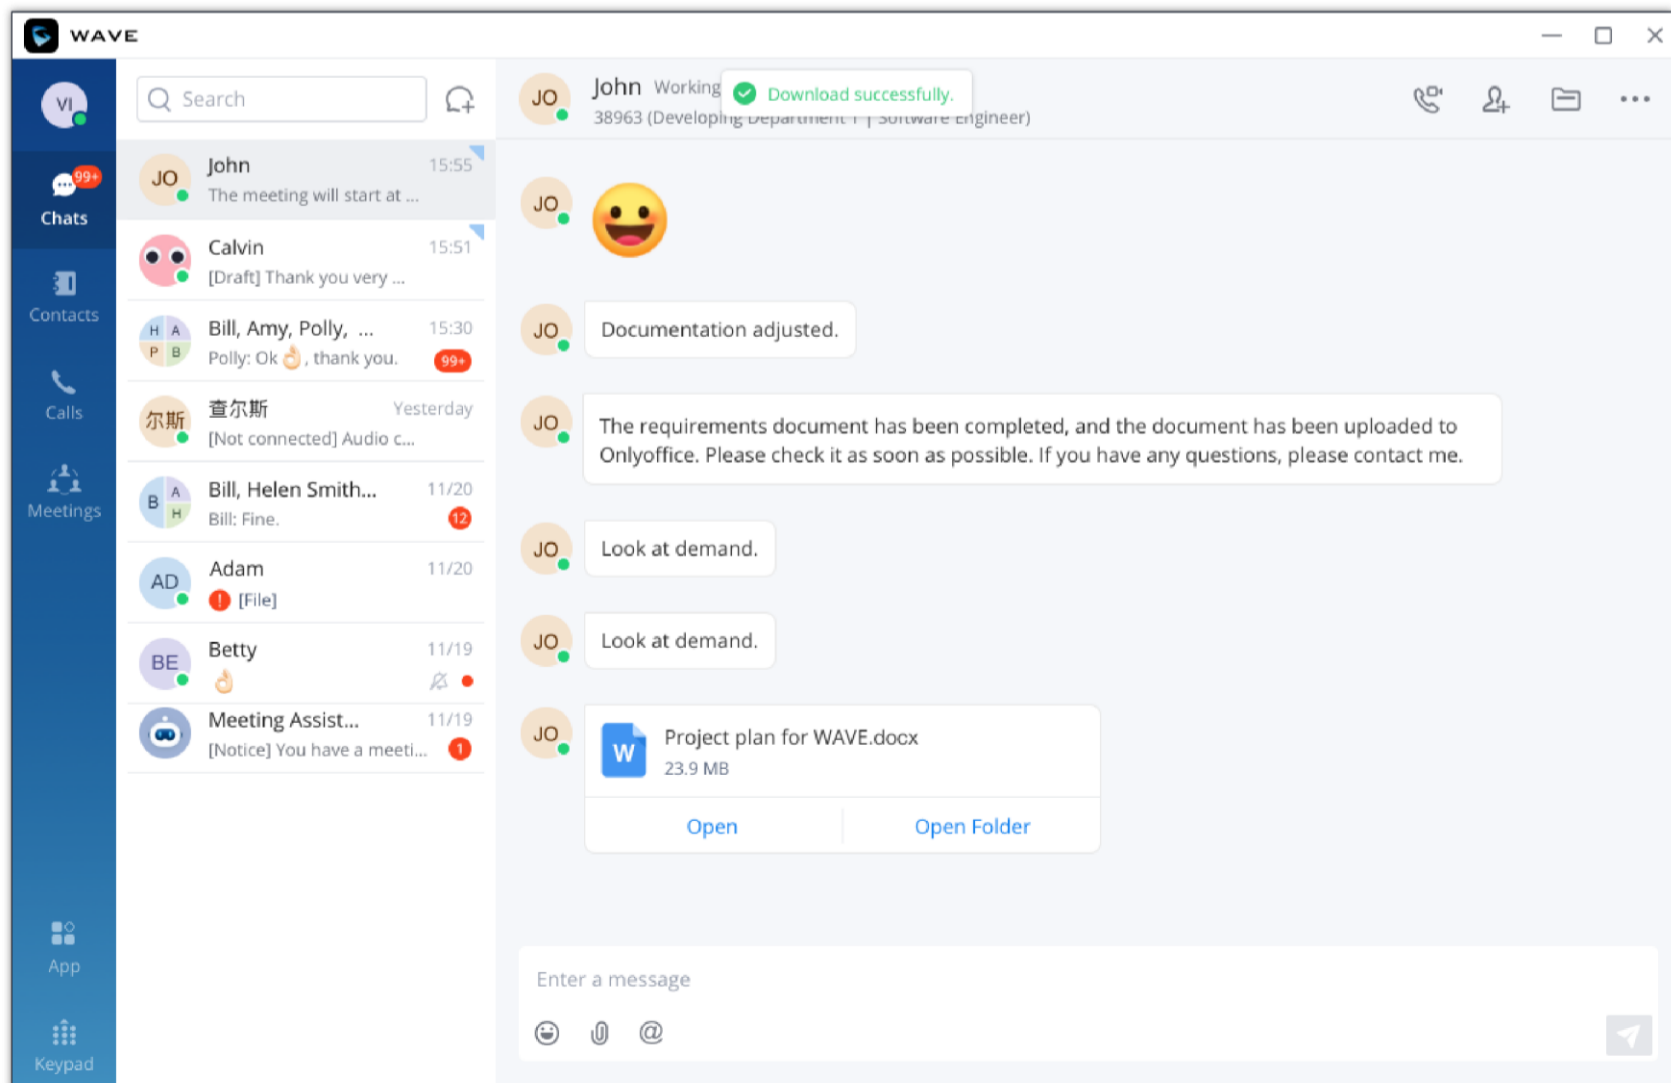 WAVE
VI
99+
Chats
Contacts
Calls
Meetings
App
Keypad
Search
JO
John 15:55
The meeting will start at ...
Calvin 15:51
[Draft] Thank you very ...
H A
P B
Bill, Amy, Polly, ... 15:30
Polly: Ok👌, thank you. 99+
尔斯
查尔斯 Yesterday
[Not connected] Audio c...
B A
H
Bill, Helen Smith... 11/20
Bill: Fine. 12
AD
Adam 11/20
! [File]
BE
Betty 11/19
👌
Meeting Assist... 11/19
[Notice] You have a meeti... 1
JO
John Working
Download successfully.
38963 (Developing Department 1 | Software Engineer)
JO
JO
Documentation adjusted.
JO
The requirements document has been completed, and the document has been uploaded to
Onlyoffice. Please check it as soon as possible. If you have any questions, please contact me.
JO
Look at demand.
JO
Look at demand.
JO
W
Project plan for WAVE.docx
23.9 MB
Open Open Folder
Enter a message
@